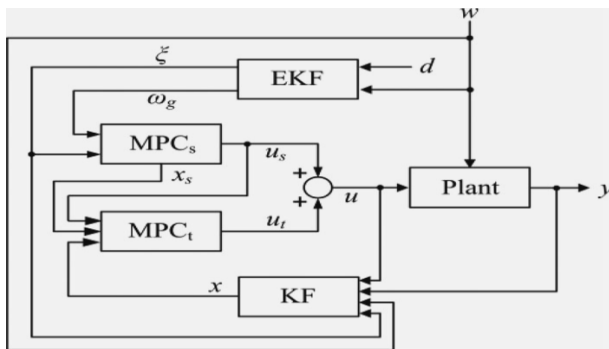 w
ξ
EKF
d
ω_g
MPC_s
u_s
x_s
+
+
u
Plant
y
MPC_t
u_t
x
KF